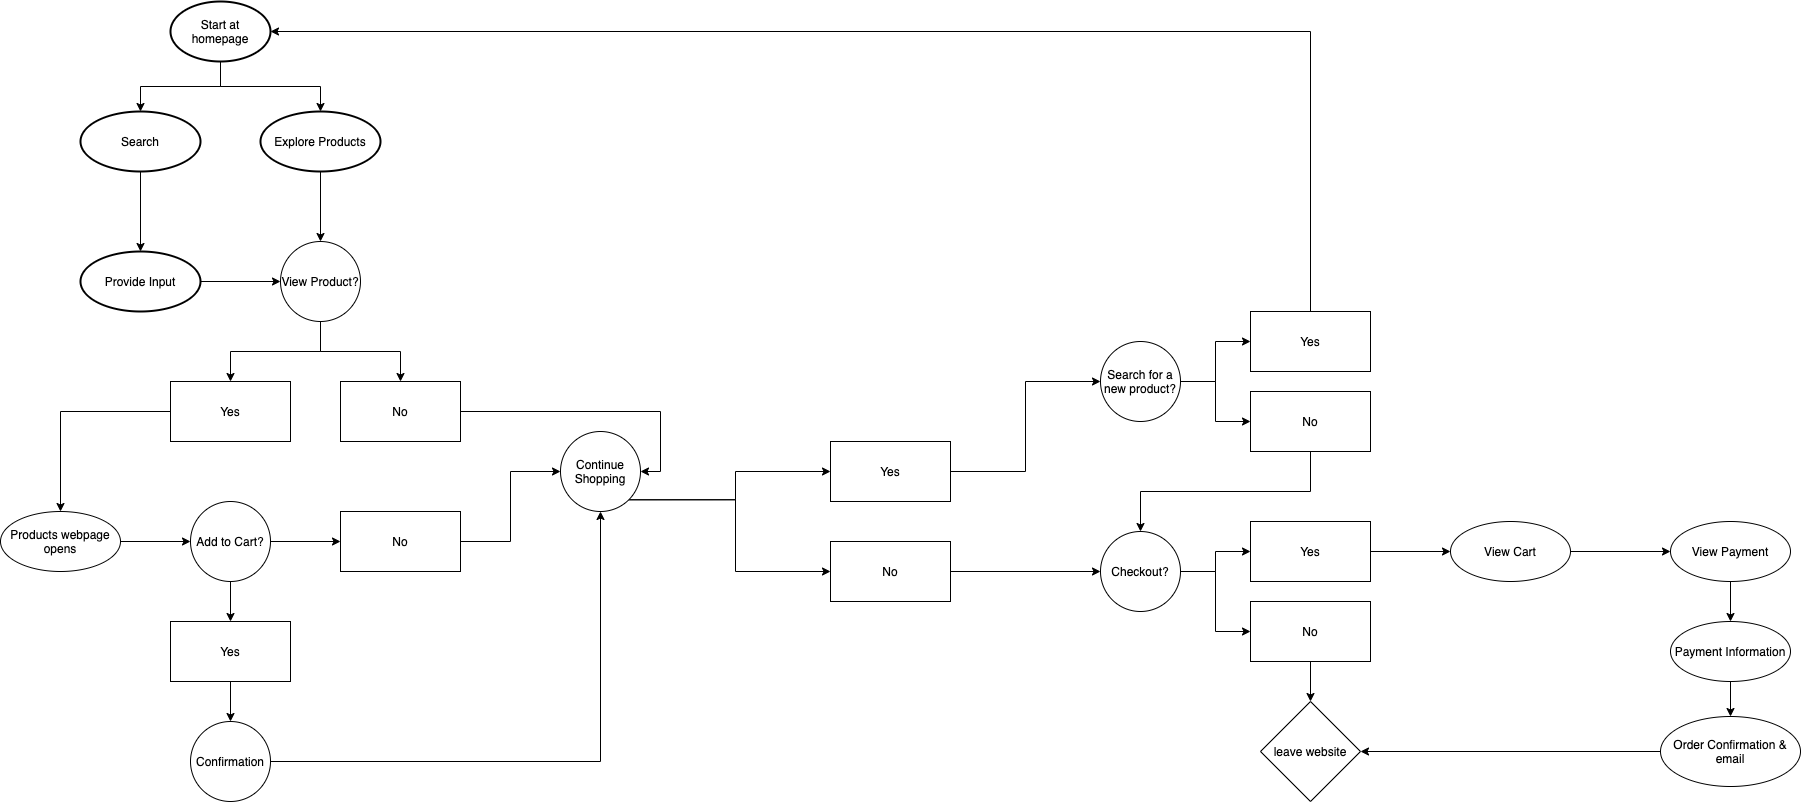 Start at
homepage
Search
Explore Products
Provide Input
View Product?
Yes
No
Products webpage
opens
Add to Cart?
No
Yes
Confirmation
Continue
Shopping
Yes
No
Search for a
new product?
Yes
No
Checkout?
Yes
No
View Cart
View Payment
Payment Information
Order Confirmation &
email
leave website